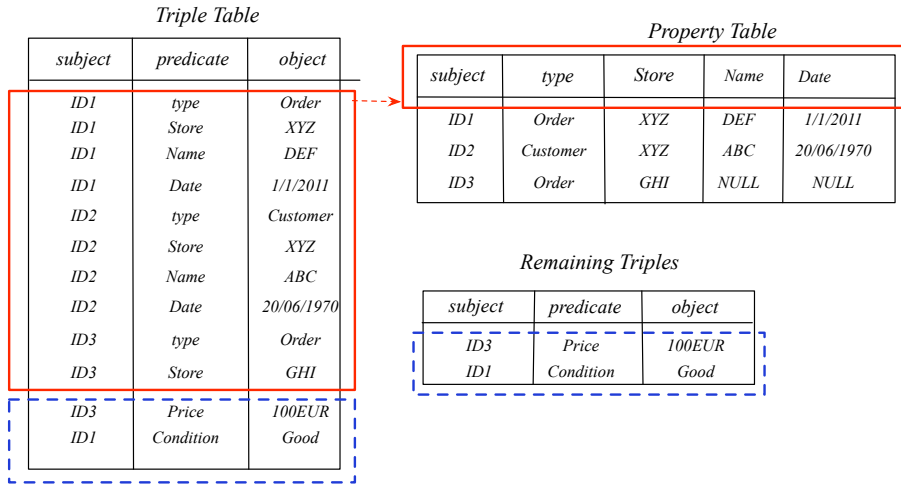 Triple Table
subject predicate object
ID1 type Order
ID1 Store XYZ
ID1 Name DEF
ID1 Date 1/1/2011
ID2 type Customer
ID2 Store XYZ
ID2 Name ABC
ID2 Date 20/06/1970
ID3 type Order
ID3 Store GHI
ID3 Price 100EUR
ID1 Condition Good
Property Table
subject type Store Name Date
ID1 Order XYZ DEF 1/1/2011
ID2 Customer XYZ ABC 20/06/1970
ID3 Order GHI NULL NULL
Remaining Triples
subject predicate object
ID3 Price 100EUR
ID1 Condition Good